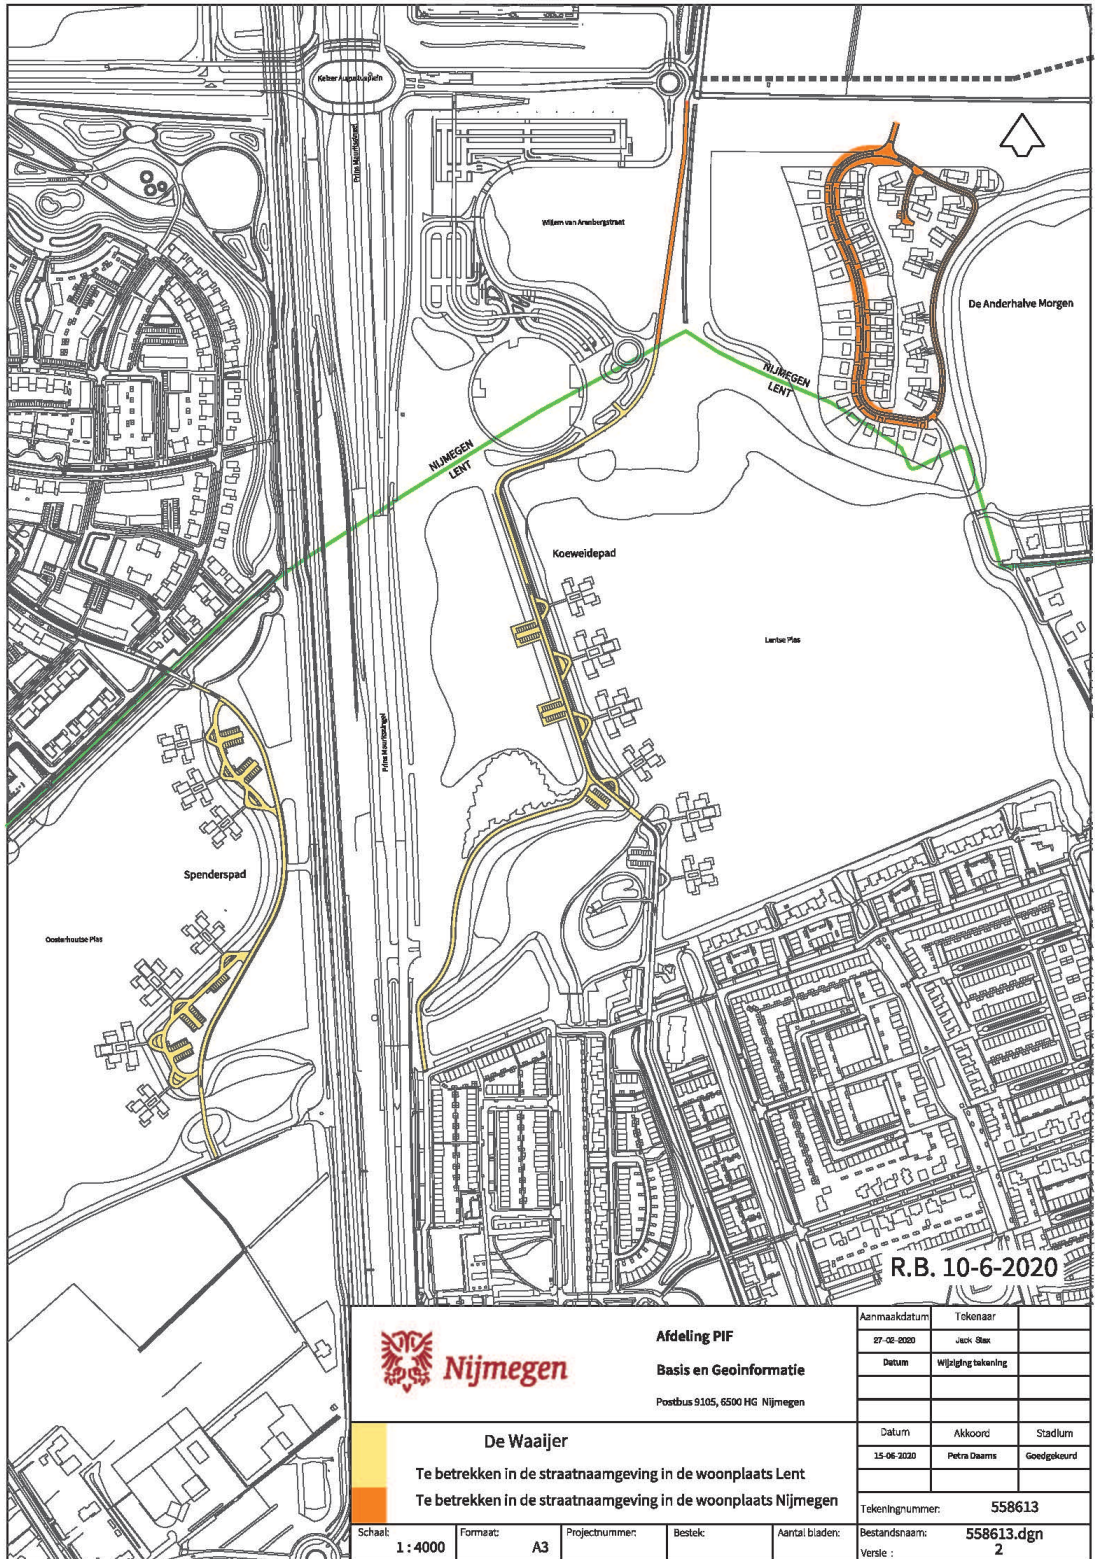 Keizer Augustusplein
Prins Mauritssingel
Willem van Arenbergstraat
De Anderhalve Morgen
NIJMEGEN
LENT
NIJMEGEN
LENT
Koeweidepad
Lentse Plas
Prins Mauritssingel
Spenderspad
Oosterhoutse Plas
R.B. 10-6-2020
Nijmegen
Afdeling PIF
Basis en Geoinformatie
Postbus 9105, 6500 HG Nijmegen
Aanmaakdatum Tekenaar
27-02-2020 Jack Stax
Datum Wijziging tekening
De Waaijer
Te betrekken in de straatnaamgeving in de woonplaats Lent
Te betrekken in de straatnaamgeving in de woonplaats Nijmegen
Datum Akkoord Stadium
15-06-2020 Petra Daams Goedgekeurd
Tekeningnummer: 558613
Schaal: 1 : 4000 Formaat: A3 Projectnummer: Bestek: Aantal bladen:
Bestandsnaam: 558613.dgn
Versie : 2